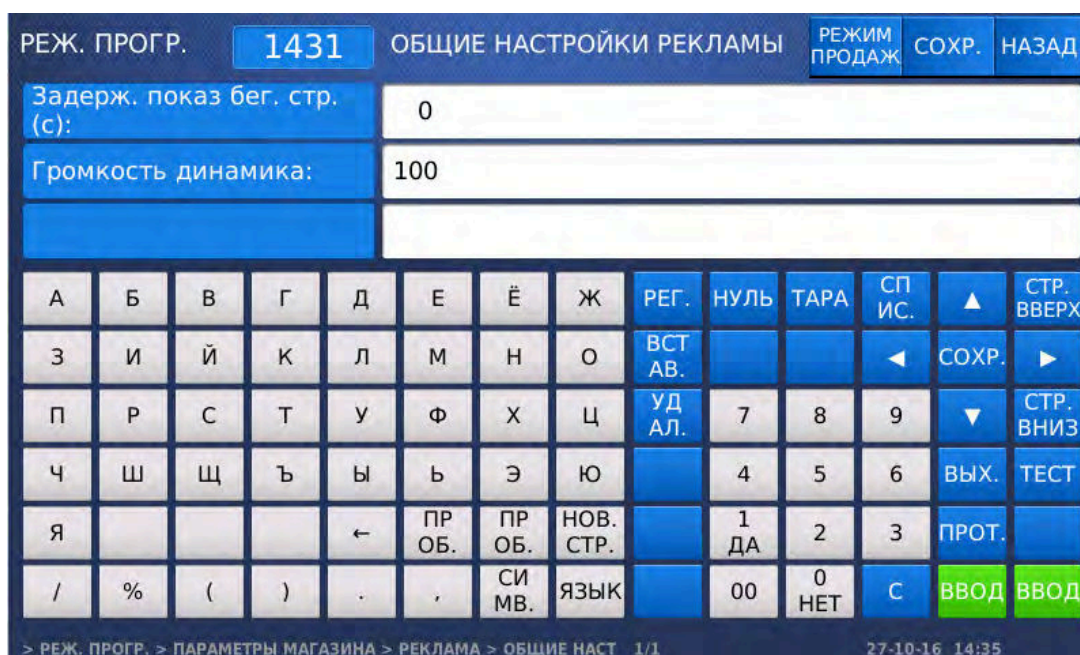 РЕЖ. ПРОГР. 1431 ОБЩИЕ НАСТРОЙКИ РЕКЛАМЫ РЕЖИМ ПРОДАЖ СОХР. НАЗАД
Задерж. показ бег. стр.
(с): 0
Громкость динамика: 100
А Б В Г Д Е Ё Ж РЕГ. НУЛЬ ТАРА СП ИС. ▲ СТР. ВВЕРХ
З И Й К Л М Н О ВСТ АВ. ◀ СОХР. ▶
П Р С Т У Ф Х Ц УД АЛ. 7 8 9 ▼ СТР. ВНИЗ
Ч Ш Щ Ъ Ы Ь Э Ю 4 5 6 ВЫХ. ТЕСТ
Я ← ПР ОБ. ПР ОБ. НОВ. СТР. 1 ДА 2 3 ПРОТ.
/ % ( ) . , СИ МВ. ЯЗЫК 00 0 НЕТ С ВВОД ВВОД
> РЕЖ. ПРОГР. > ПАРАМЕТРЫ МАГАЗИНА > РЕКЛАМА > ОБЩИЕ НАСТ 1/1 27-10-16 14:35